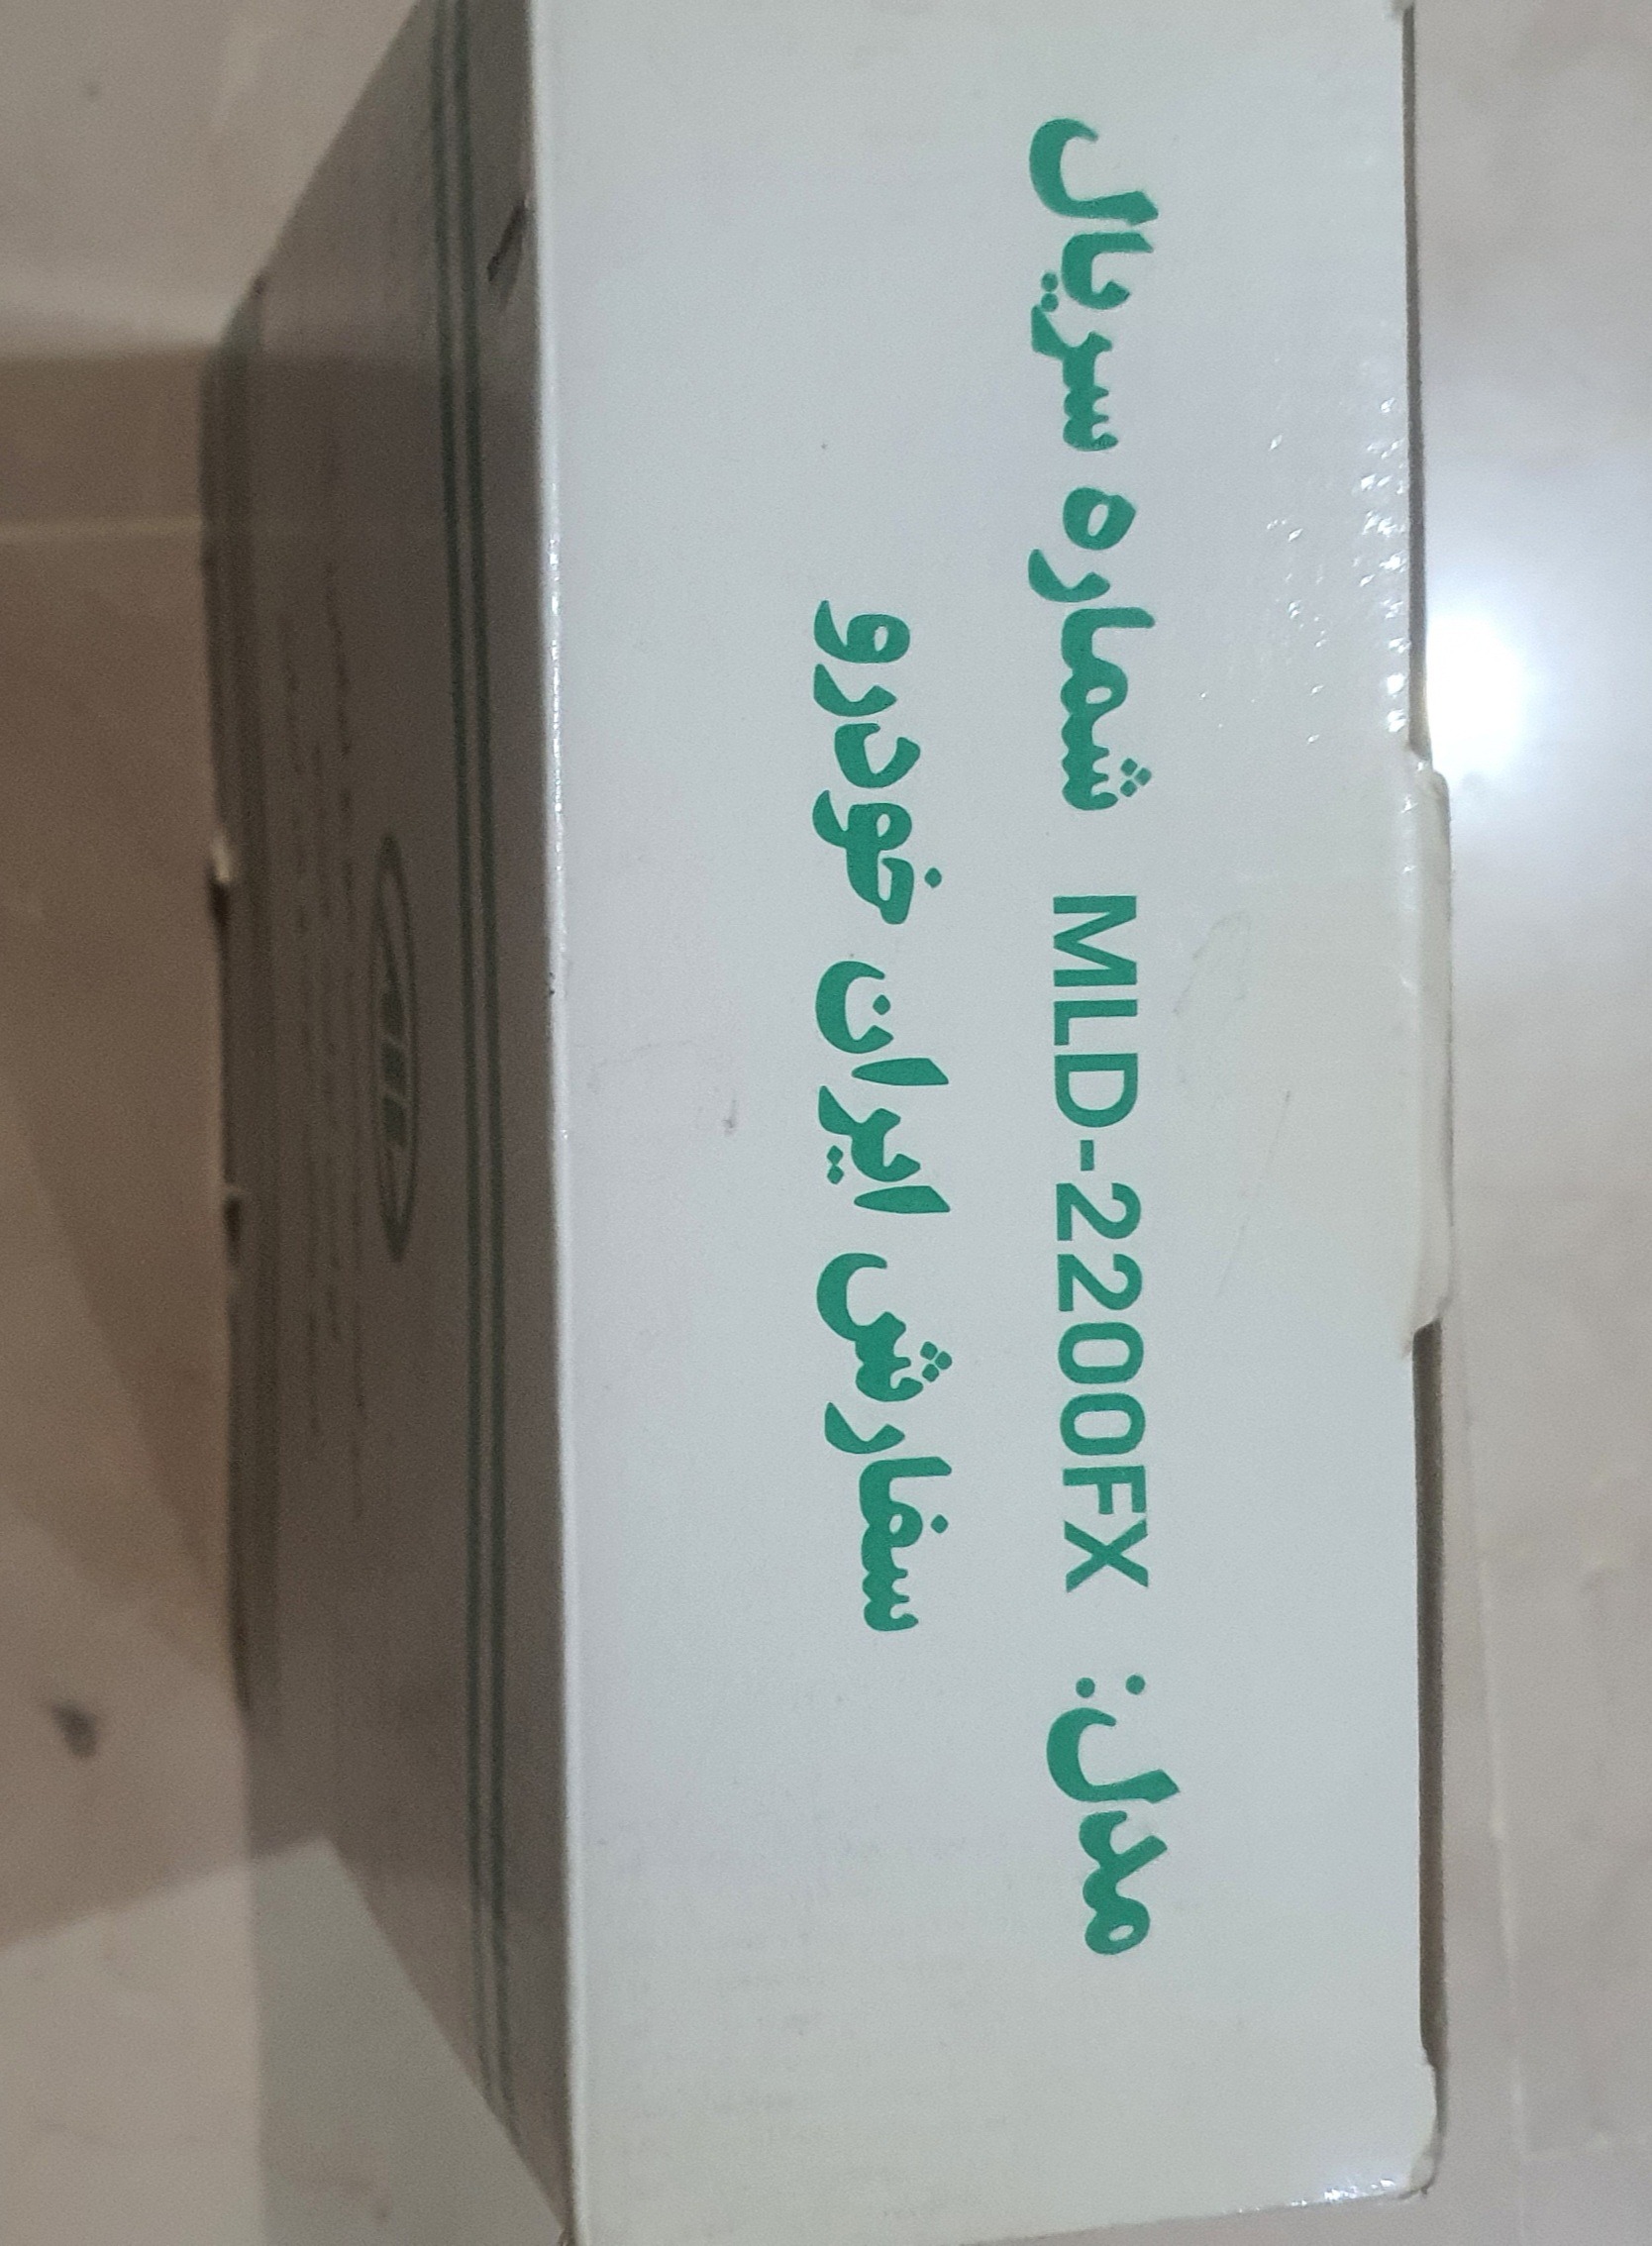 مدل: MLD-2200FX شماره سریال
سفارش ایران خودرو